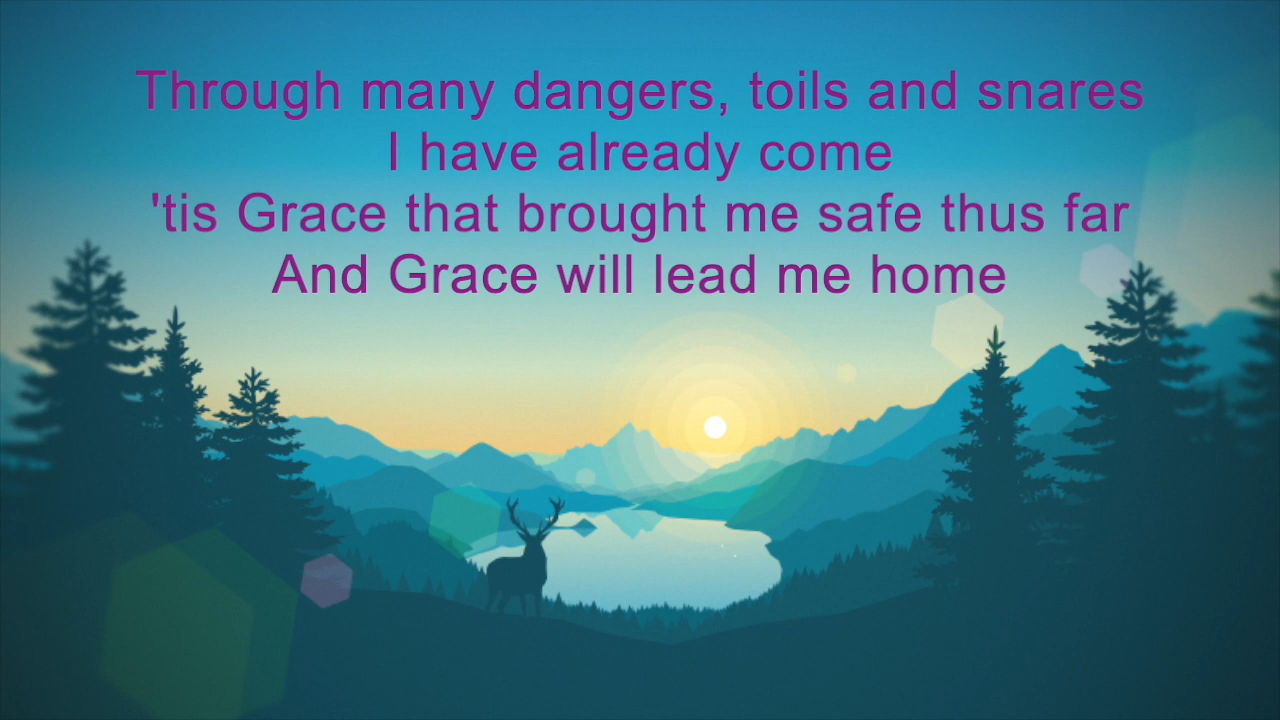 Through many dangers, toils and snares
I have already come
'tis Grace that brought me safe thus far
And Grace will lead me home